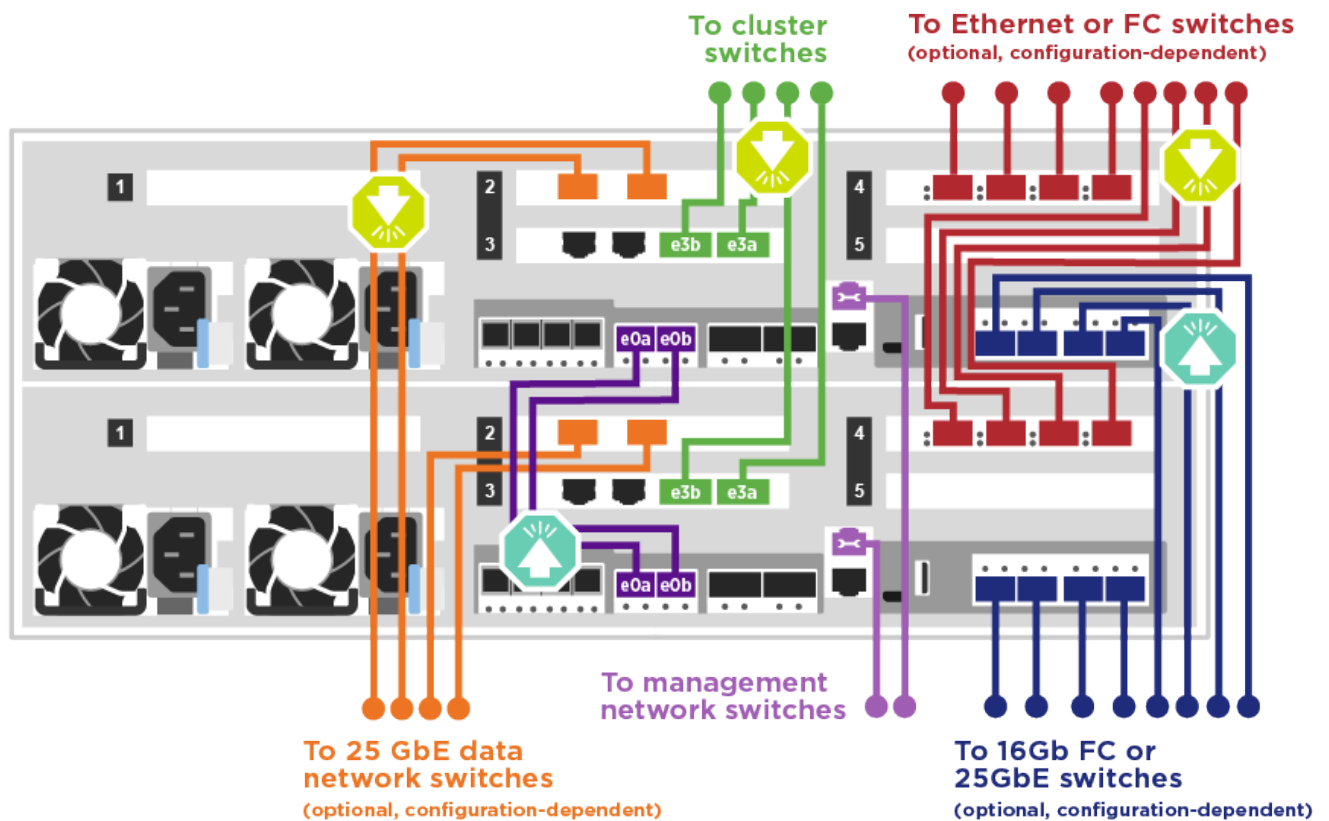 To cluster
switches
To Ethernet or FC switches
(optional, configuration-dependent)
1
2
4
3
e3b
e3a
5
e0a
e0b
1
2
4
3
e3b
e3a
5
e0a
e0b
To management
network switches
To 25 GbE data
network switches
(optional, configuration-dependent)
To 16Gb FC or
25GbE switches
(optional, configuration-dependent)